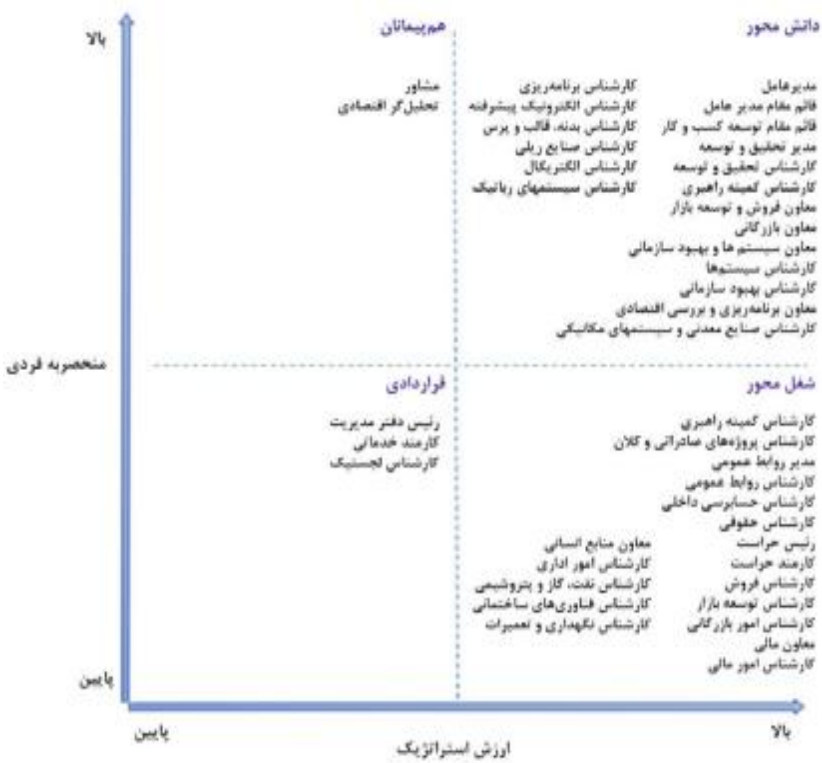 بالا
هم‌پیمانان
دانش محور
مشاور
تحلیل‌گر اقتصادی
مدیرعامل
قائم مقام مدیر عامل
قائم مقام توسعه کسب و کار
مدیر تحقیق و توسعه
کارشناس تحقیق و توسعه
کارشناس کمیته راهبری
معاون فروش و توسعه بازار
معاون بازرگانی
معاون سیستم ها و بهبود سازمانی
کارشناس سیستم‌ها
کارشناس بهبود سازمانی
معاون برنامه‌ریزی و بررسی اقتصادی
کارشناس صنایع معدنی و سیستمهای مکانیکی
کارشناس برنامه‌ریزی
کارشناس الکترونیک پیشرفته
کارشناس بدنه، قالب و پرس
کارشناس صنایع ریلی
کارشناس الکتریکال
کارشناس سیستمهای رباتیک
منحصربه فردی
قراردادی
رئیس دفتر مدیریت
کارمند خدماتی
کارشناس لجستیک
شغل محور
کارشناس کمیته راهبری
کارشناس پروژه‌های صادراتی و کلان
مدیر روابط عمومی
کارشناس روابط عمومی
کارشناس حسابرسی داخلی
کارشناس حقوقی
رئیس حراست
کارمند حراست
کارشناس فروش
کارشناس توسعه بازار
کارشناس امور بازرگانی
معاون مالی
کارشناس امور مالی
معاون منابع انسانی
کارشناس امور اداری
کارشناس نفت، گاز و پتروشیمی
کارشناس فناوری‌های ساختمانی
کارشناس نگهداری و تعمیرات
پایین
پایین
بالا
ارزش استراتژیک